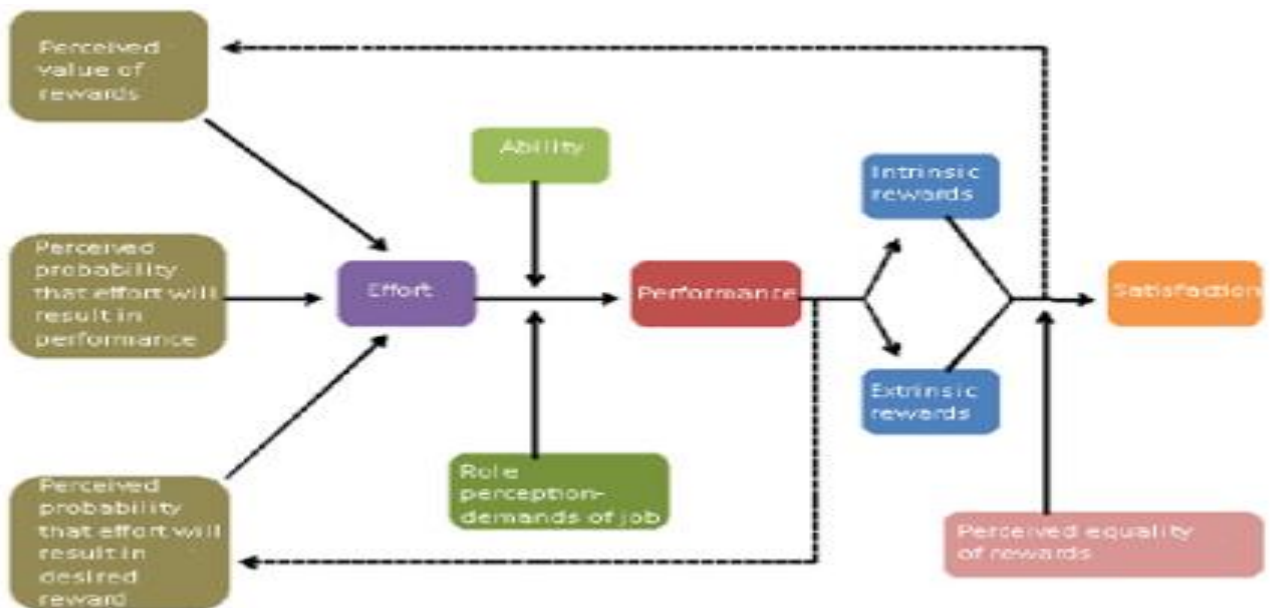 Perceived
value of
rewards
Ability
Intrinsic
rewards
Perceived
probability
that effort will
result in
performance
Effort
Performance
Satisfaction
Extrinsic
rewards
Role
perception-
demands of job
Perceived
probability
that effort will
result in
desired
reward
Perceived equality
of rewards